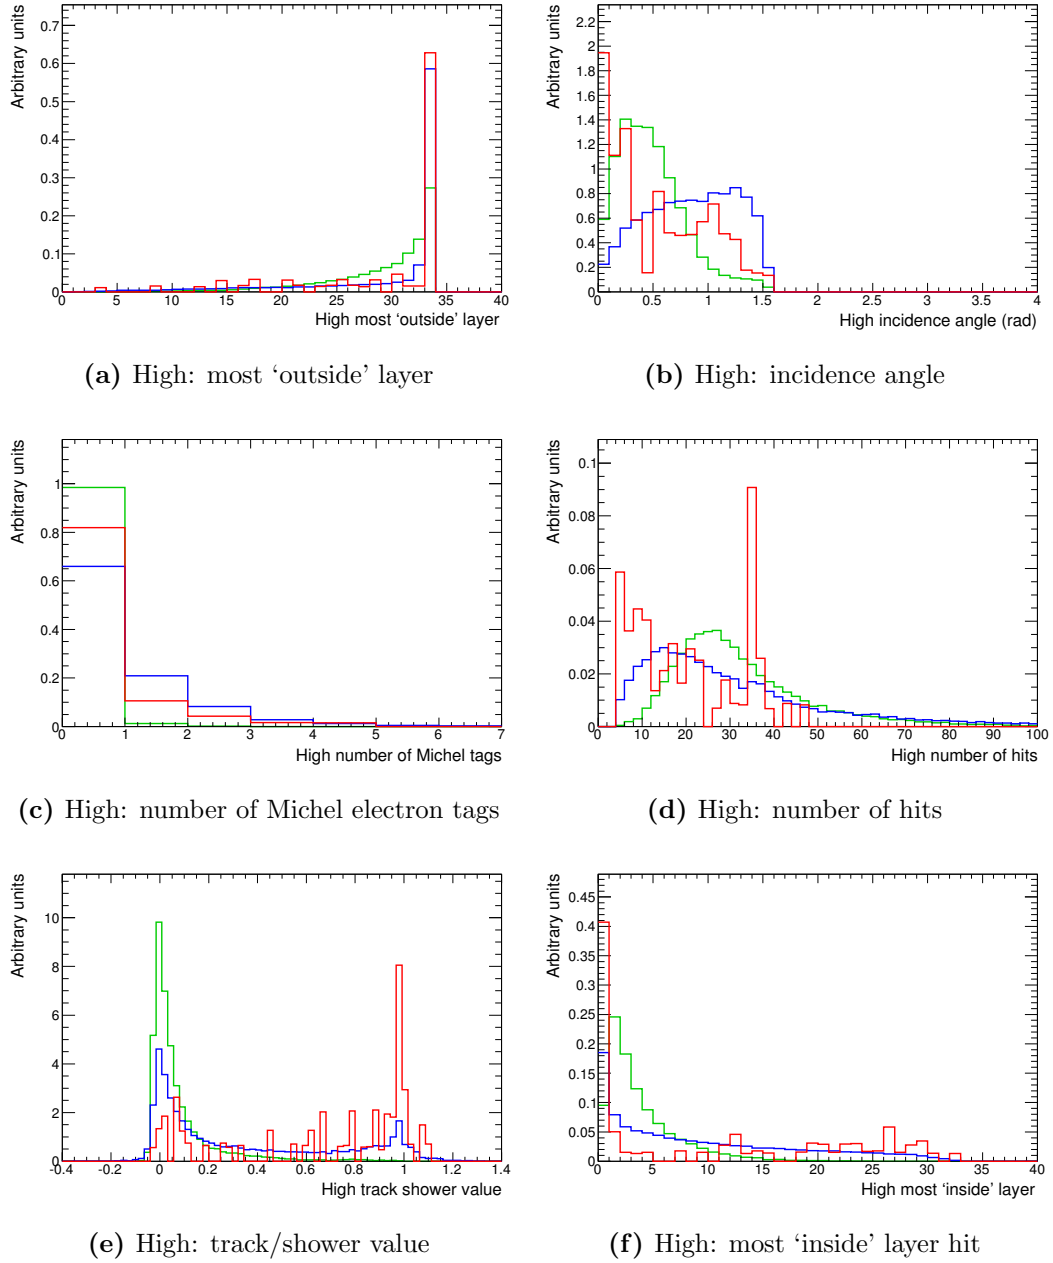 Arbitrary units
0.7
0.6
0.5
0.4
0.3
0.2
0.1
0
0 5 10 15 20 25 30 35 40
High most ‘outside’ layer
(a) High: most ‘outside’ layer
Arbitrary units
2.2
2
1.8
1.6
1.4
1.2
1
0.8
0.6
0.4
0.2
0
0 0.5 1 1.5 2 2.5 3 3.5 4
High incidence angle (rad)
(b) High: incidence angle
Arbitrary units
1
0.8
0.6
0.4
0.2
0
0 1 2 3 4 5 6 7
High number of Michel tags
(c) High: number of Michel electron tags
Arbitrary units
0.1
0.08
0.06
0.04
0.02
0
0 10 20 30 40 50 60 70 80 90 100
High number of hits
(d) High: number of hits
Arbitrary units
10
8
6
4
2
0
-0.4 -0.2 0 0.2 0.4 0.6 0.8 1 1.2 1.4
High track shower value
(e) High: track/shower value
Arbitrary units
0.45
0.4
0.35
0.3
0.25
0.2
0.15
0.1
0.05
0
0 5 10 15 20 25 30 35 40
High most ‘inside’ layer
(f) High: most ‘inside’ layer hit